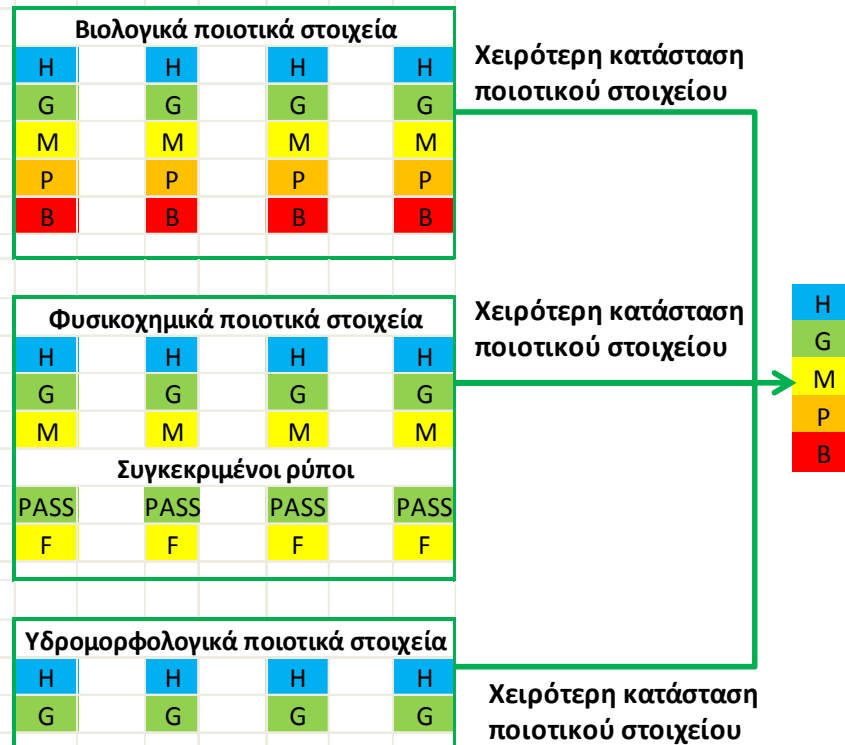 Βιολογικά ποιοτικά στοιχεία
H H H H
G G G G
M M M M
P P P P
B B B B
Χειρότερη κατάσταση
ποιοτικού στοιχείου
Φυσικοχημικά ποιοτικά στοιχεία
H H H H
G G G G
M M M M
Συγκεκριμένοι ρύποι
PASS PASS PASS PASS
F F F F
Χειρότερη κατάσταση
ποιοτικού στοιχείου
H
G
M
P
B
Υδρομορφολογικά ποιοτικά στοιχεία
H H H H
G G G G
Χειρότερη κατάσταση
ποιοτικού στοιχείου